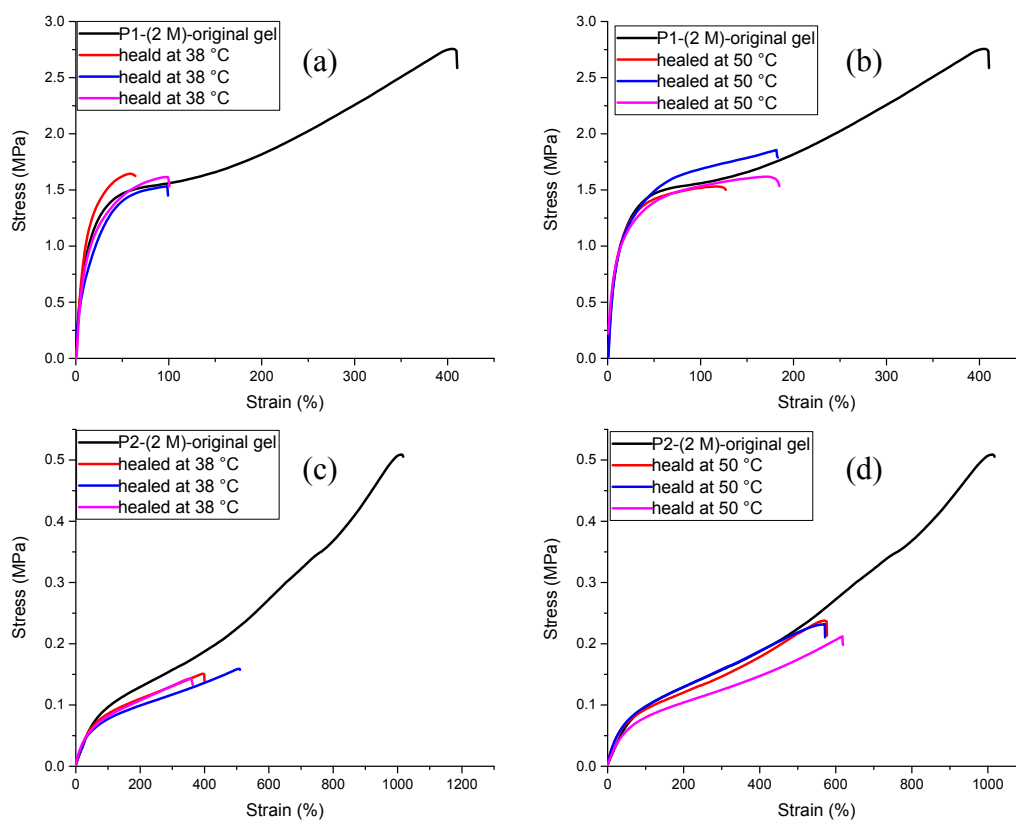 P1-(2 M)-original gel
heald at 38 °C
heald at 38 °C
heald at 38 °C
(a)
3.0
2.5
2.0
1.5
1.0
0.5
0.0
Stress (MPa)
0 100 200 300 400
Strain (%)
P1-(2 M)-original gel
healed at 50 °C
healed at 50 °C
healed at 50 °C
(b)
3.0
2.5
2.0
1.5
1.0
0.5
0.0
Stress (MPa)
0 100 200 300 400
Strain (%)
P2-(2 M)-original gel
healed at 38 °C
healed at 38 °C
healed at 38 °C
(c)
0.5
0.4
0.3
0.2
0.1
0.0
Stress (MPa)
0 200 400 600 800 1000 1200
Strain (%)
P2-(2 M)-original gel
heald at 50 °C
heald at 50 °C
heald at 50 °C
(d)
0.5
0.4
0.3
0.2
0.1
0.0
Stress (MPa)
0 200 400 600 800 1000
Strain (%)